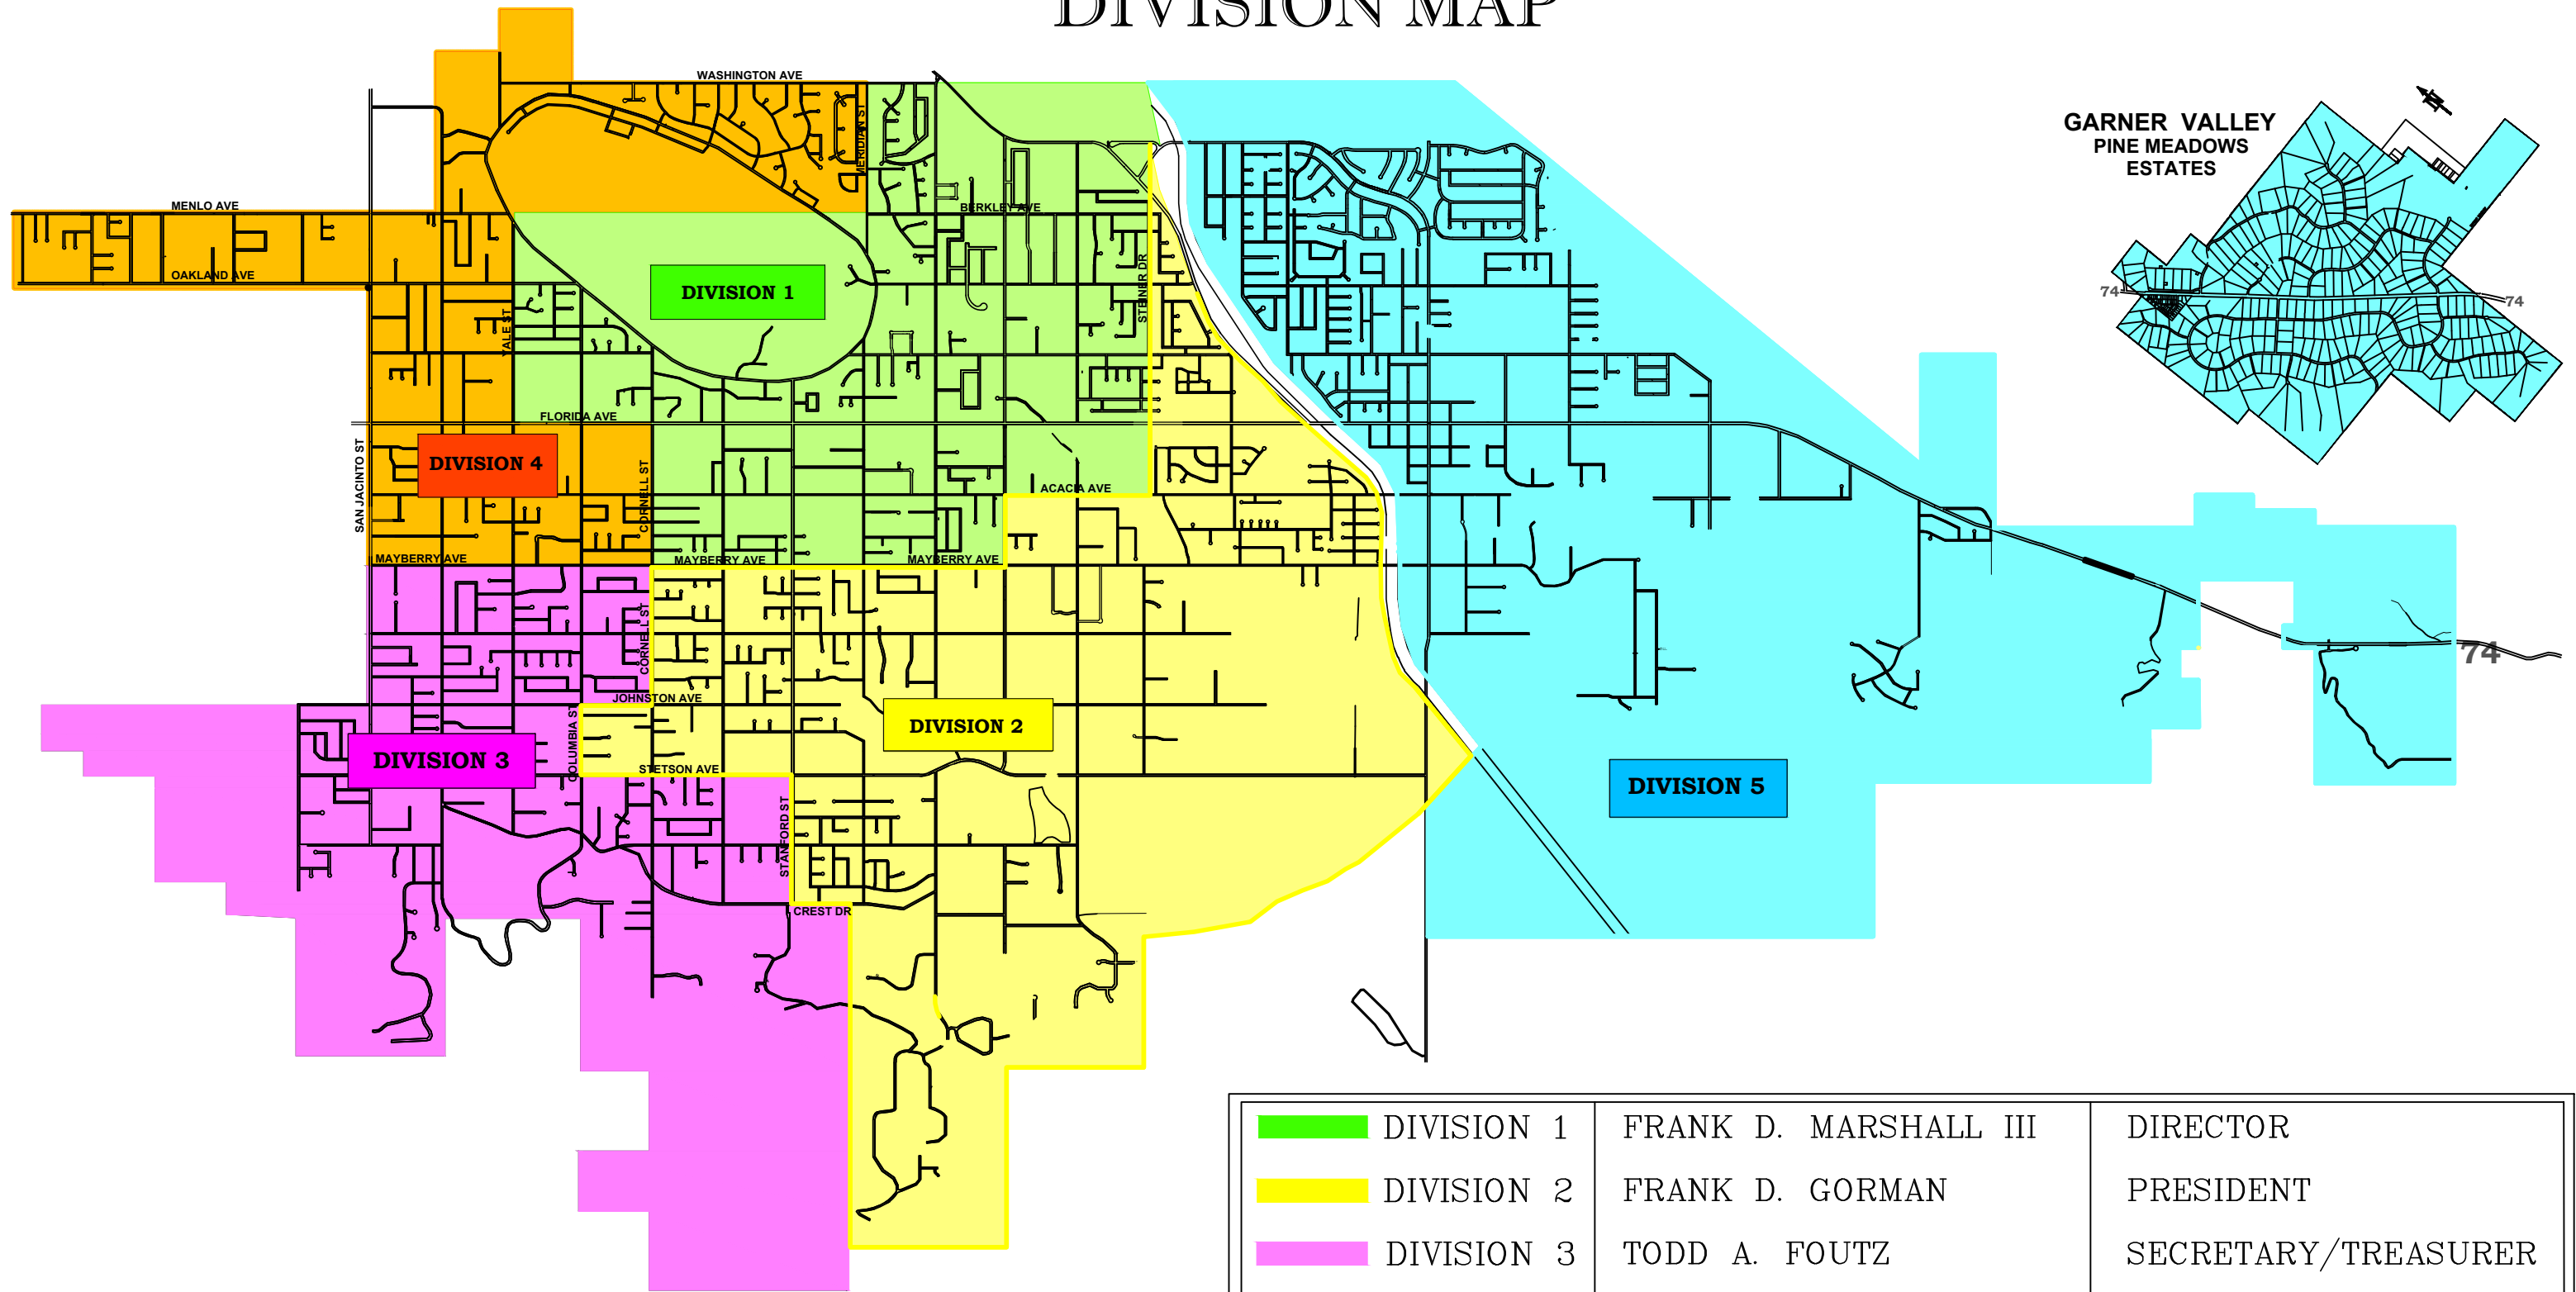 DIVISION MAP
WASHINGTON AVE
MERIDIAN ST
GARNER VALLEY
PINE MEADOWS
ESTATES
N
MENLO AVE
BERKLEY AVE
OAKLAND AVE
DIVISION 1
STEINER DR
74
74
YALE ST
FLORIDA AVE
DIVISION 4
SAN JACINTO ST
CORNELL ST
ACACIA AVE
MAYBERRY AVE
MAYBERRY AVE
MAYBERRY AVE
CORNELL ST
74
JOHNSTON AVE
COLUMBIA ST
DIVISION 2
DIVISION 3
STETSON AVE
DIVISION 5
STANFORD ST
CREST DR
DIVISION 1 FRANK D. MARSHALL III DIRECTOR
DIVISION 2 FRANK D. GORMAN PRESIDENT
DIVISION 3 TODD A. FOUTZ SECRETARY/TREASURER